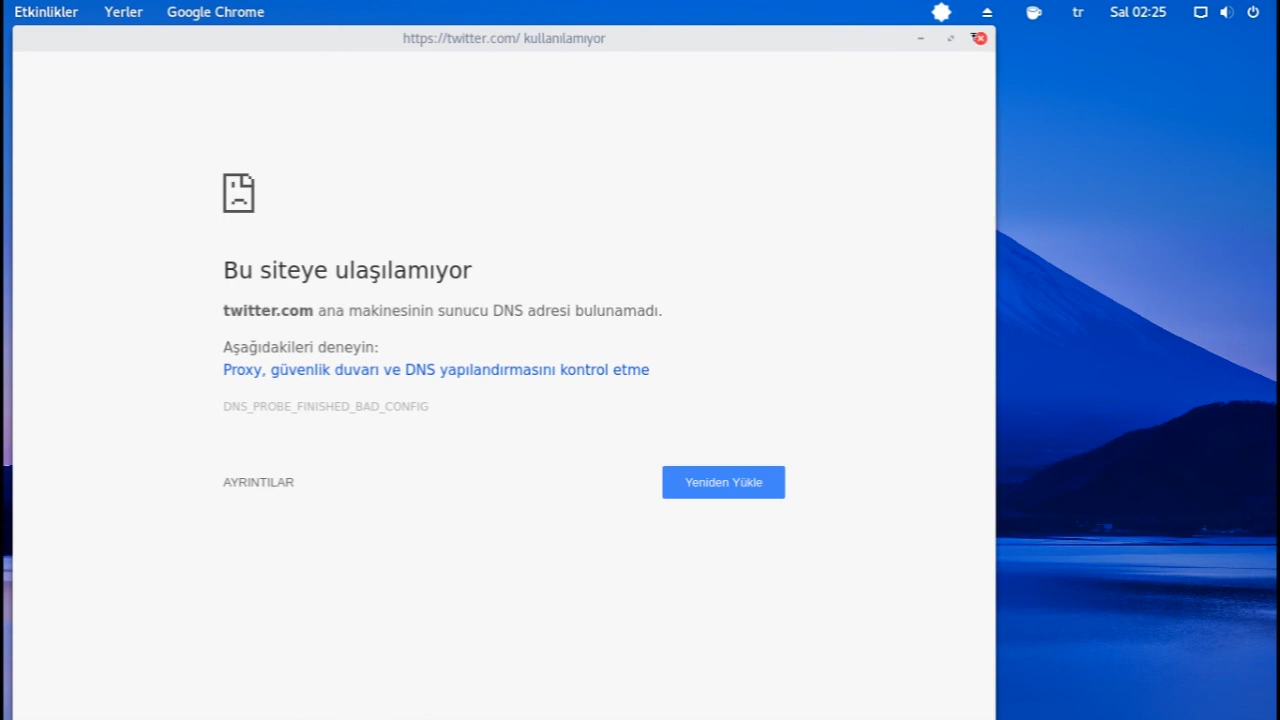 Etkinlikler Yerler Google Chrome tr Sal 02:25
https://twitter.com/ kullanılamıyor
Bu siteye ulaşılamıyor
twitter.com ana makinesinin sunucu DNS adresi bulunamadı.
Aşağıdakileri deneyin:
Proxy, güvenlik duvarı ve DNS yapılandırmasını kontrol etme
DNS_PROBE_FINISHED_BAD_CONFIG
AYRINTILAR Yeniden Yükle